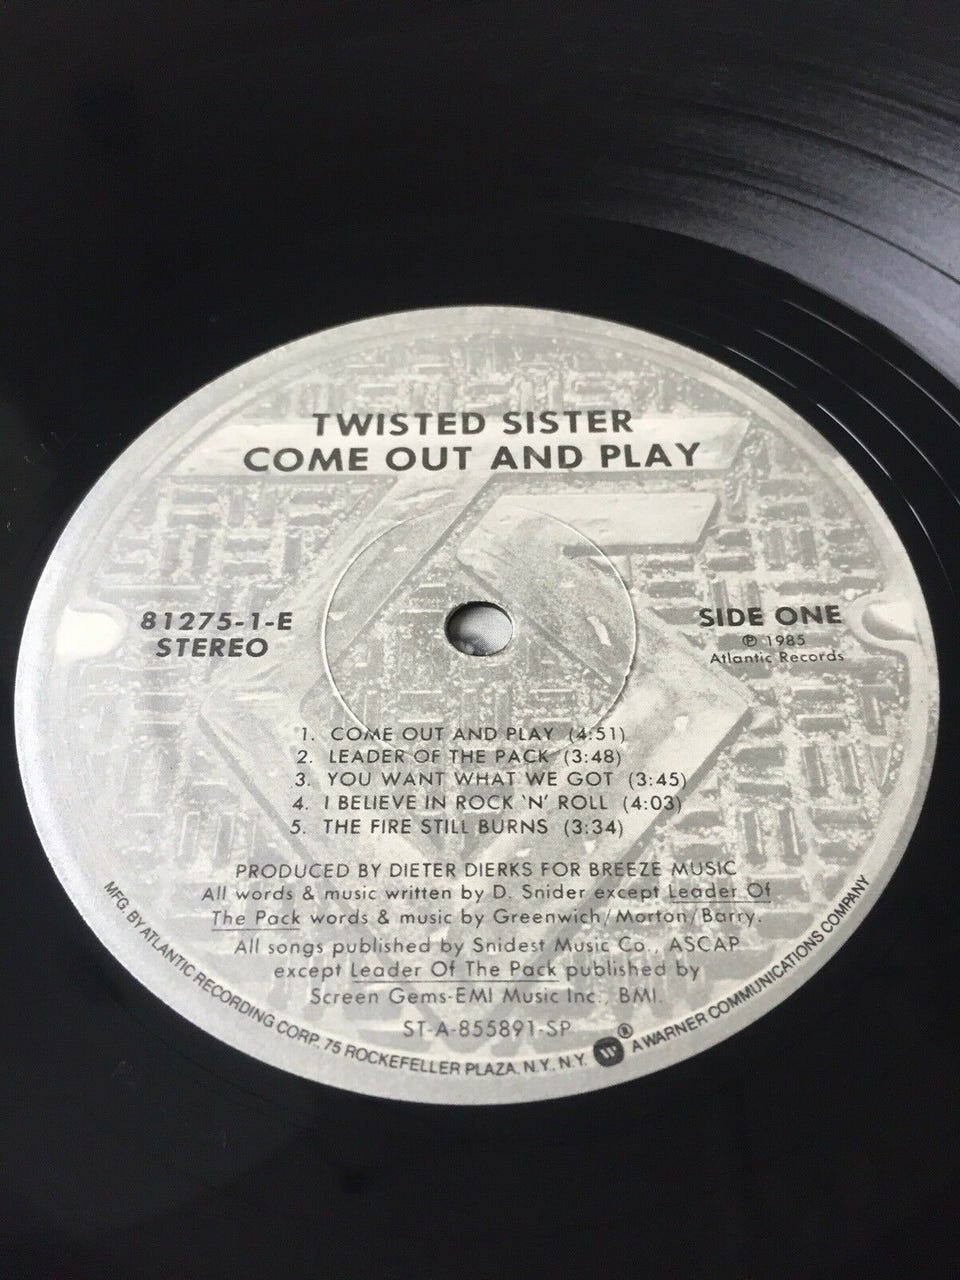 TWISTED SISTER
COME OUT AND PLAY
81275-1-E
STEREO
SIDE ONE
℗ 1985
Atlantic Records
1. COME OUT AND PLAY (4:51)
2. LEADER OF THE PACK (3:48)
3. YOU WANT WHAT WE GOT (3:45)
4. I BELIEVE IN ROCK 'N' ROLL (4:03)
5. THE FIRE STILL BURNS (3:34)
PRODUCED BY DIETER DIERKS FOR BREEZE MUSIC
All words & music written by D. Snider except Leader Of
The Pack words & music by Greenwich/Morton/Barry.
All songs published by Snidest Music Co., ASCAP
except Leader Of The Pack published by
Screen Gems-EMI Music Inc., BMI.
ST-A-855891-SP
MFG. BY ATLANTIC RECORDING CORP., 75 ROCKEFELLER PLAZA, N.Y., N.Y. ® A WARNER COMMUNICATIONS COMPANY